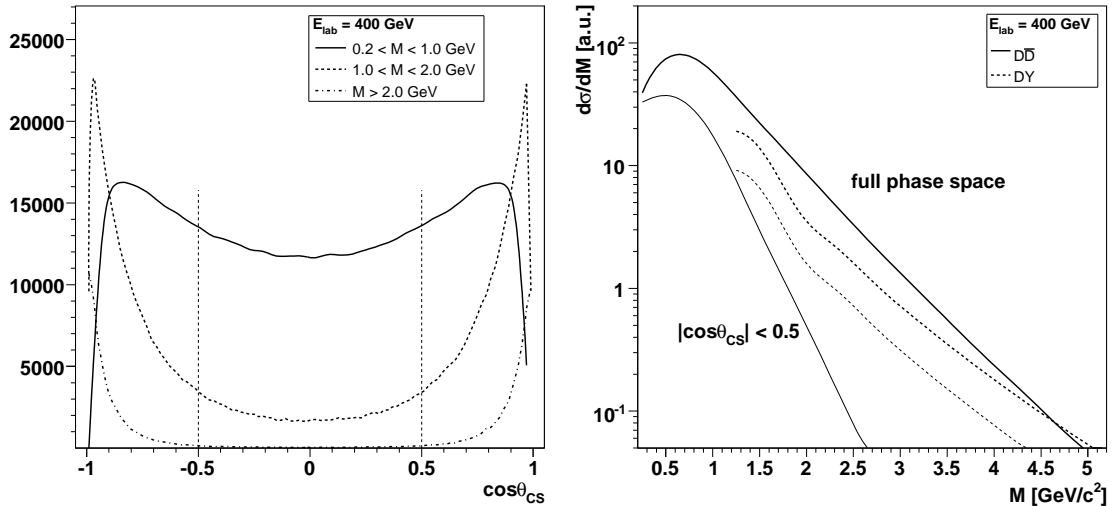 E_lab = 400 GeV
0.2 < M < 1.0 GeV
1.0 < M < 2.0 GeV
M > 2.0 GeV
25000
20000
15000
10000
5000
-1 -0.5 0 0.5 1
cosθ_CS
dσ/dM [a.u.]
E_lab = 400 GeV
DD̅
DY
10^2
10
1
10^-1
full phase space
|cosθ_CS| < 0.5
0.5 1 1.5 2 2.5 3 3.5 4 4.5 5
M [GeV/c^2]